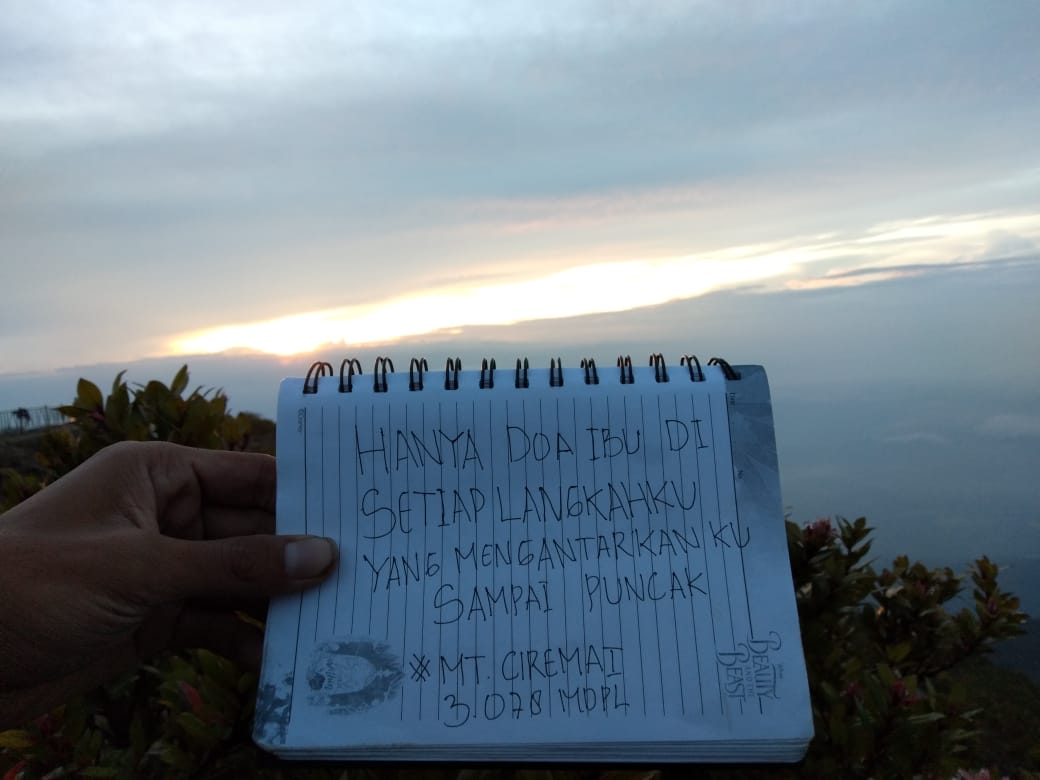 HANYA DOA IBU DI
SETIAP LANGKAHKU
YANG MENGANTARKAN KU
SAMPAI PUNCAK
#MT. CIREMAI
3.078 MDPL
BEAUTY
AND THE
BEAST